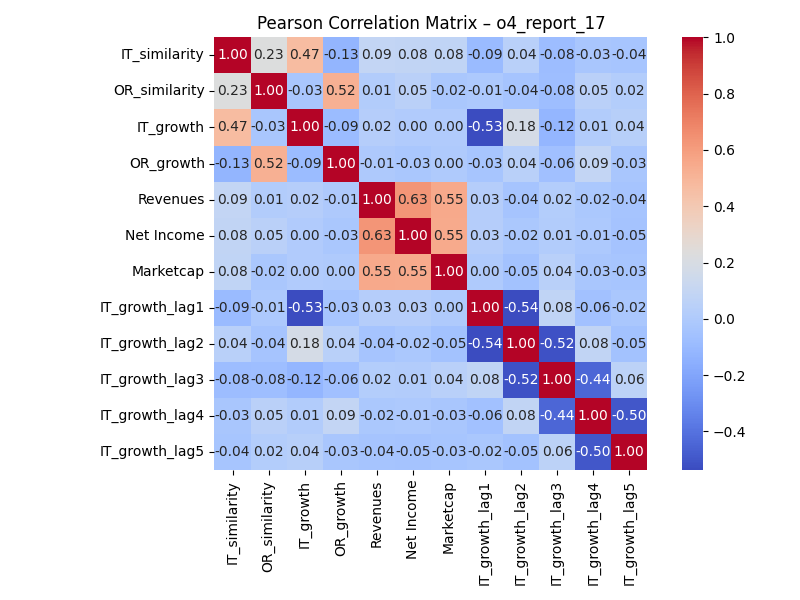 Pearson Correlation Matrix – o4_report_17
IT_similarity 1.00 0.23 0.47 -0.13 0.09 0.08 0.08 -0.09 0.04 -0.08 -0.03 -0.04
OR_similarity 0.23 1.00 -0.03 0.52 0.01 0.05 -0.02 -0.01 -0.04 -0.08 0.05 0.02
IT_growth 0.47 -0.03 1.00 -0.09 0.02 0.00 0.00 -0.53 0.18 -0.12 0.01 0.04
OR_growth -0.13 0.52 -0.09 1.00 -0.01 -0.03 0.00 -0.03 0.04 -0.06 0.09 -0.03
Revenues 0.09 0.01 0.02 -0.01 1.00 0.63 0.55 0.03 -0.04 0.02 -0.02 -0.04
Net Income 0.08 0.05 0.00 -0.03 0.63 1.00 0.55 0.03 -0.02 0.01 -0.01 -0.05
Marketcap 0.08 -0.02 0.00 0.00 0.55 0.55 1.00 0.00 -0.05 0.04 -0.03 -0.03
IT_growth_lag1 -0.09 -0.01 -0.53 -0.03 0.03 0.03 0.00 1.00 -0.54 0.08 -0.06 -0.02
IT_growth_lag2 0.04 -0.04 0.18 0.04 -0.04 -0.02 -0.05 -0.54 1.00 -0.52 0.08 -0.05
IT_growth_lag3 -0.08 -0.08 -0.12 -0.06 0.02 0.01 0.04 0.08 -0.52 1.00 -0.44 0.06
IT_growth_lag4 -0.03 0.05 0.01 0.09 -0.02 -0.01 -0.03 -0.06 0.08 -0.44 1.00 -0.50
IT_growth_lag5 -0.04 0.02 0.04 -0.03 -0.04 -0.05 -0.03 -0.02 -0.05 0.06 -0.50 1.00
IT_similarity
OR_similarity
IT_growth
OR_growth
Revenues
Net Income
Marketcap
IT_growth_lag1
IT_growth_lag2
IT_growth_lag3
IT_growth_lag4
IT_growth_lag5
1.0
0.8
0.6
0.4
0.2
0.0
−0.2
−0.4